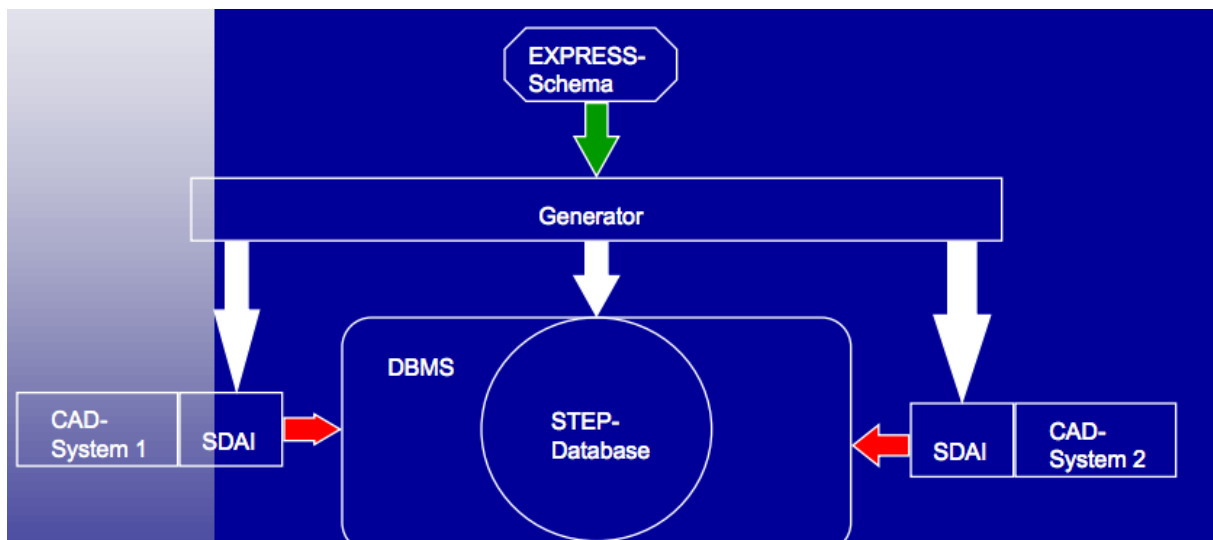 EXPRESS-
Schema
Generator
DBMS
STEP-
Database
CAD-
System 1
SDAI
SDAI
CAD-
System 2